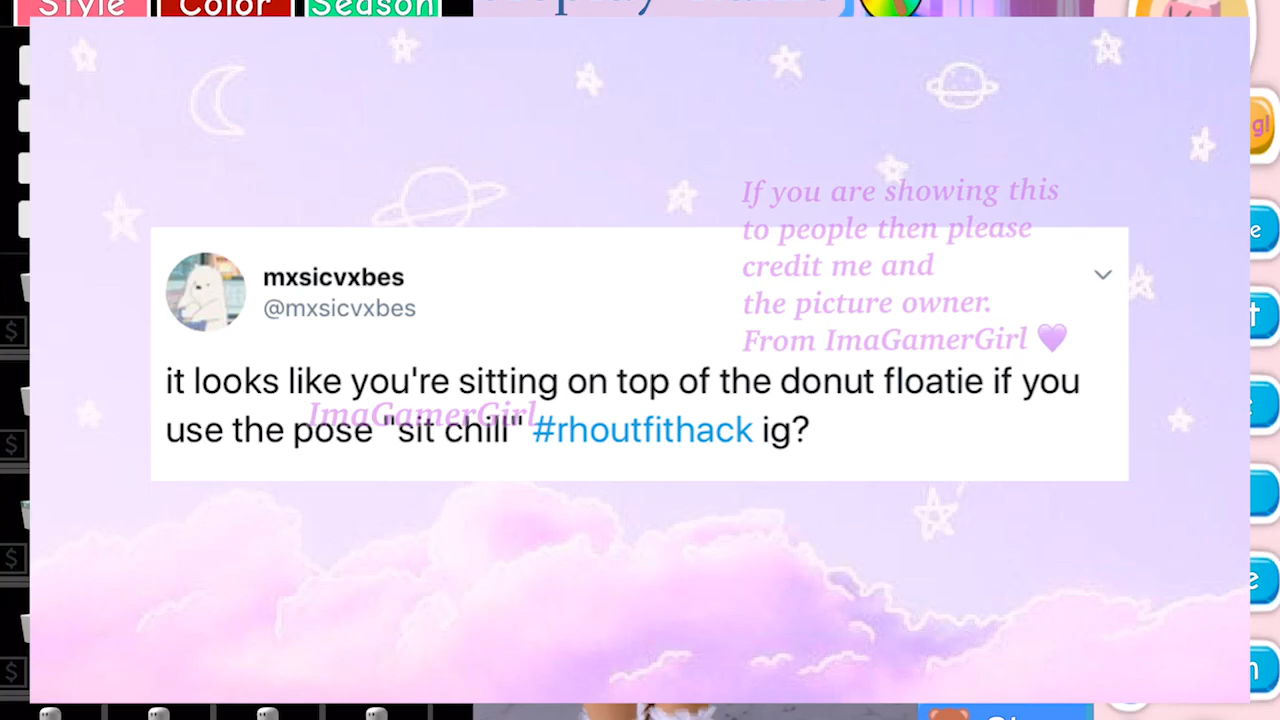 Style Color Season
If you are showing this
to people then please
credit me and
the picture owner.
From ImaGamerGirl 💜
mxsicvxbes
@mxsicvxbes
it looks like you're sitting on top of the donut floatie if you
ImaGamerGirl
use the pose "sit chill" #rhoutfithack ig?
$
$
$
$